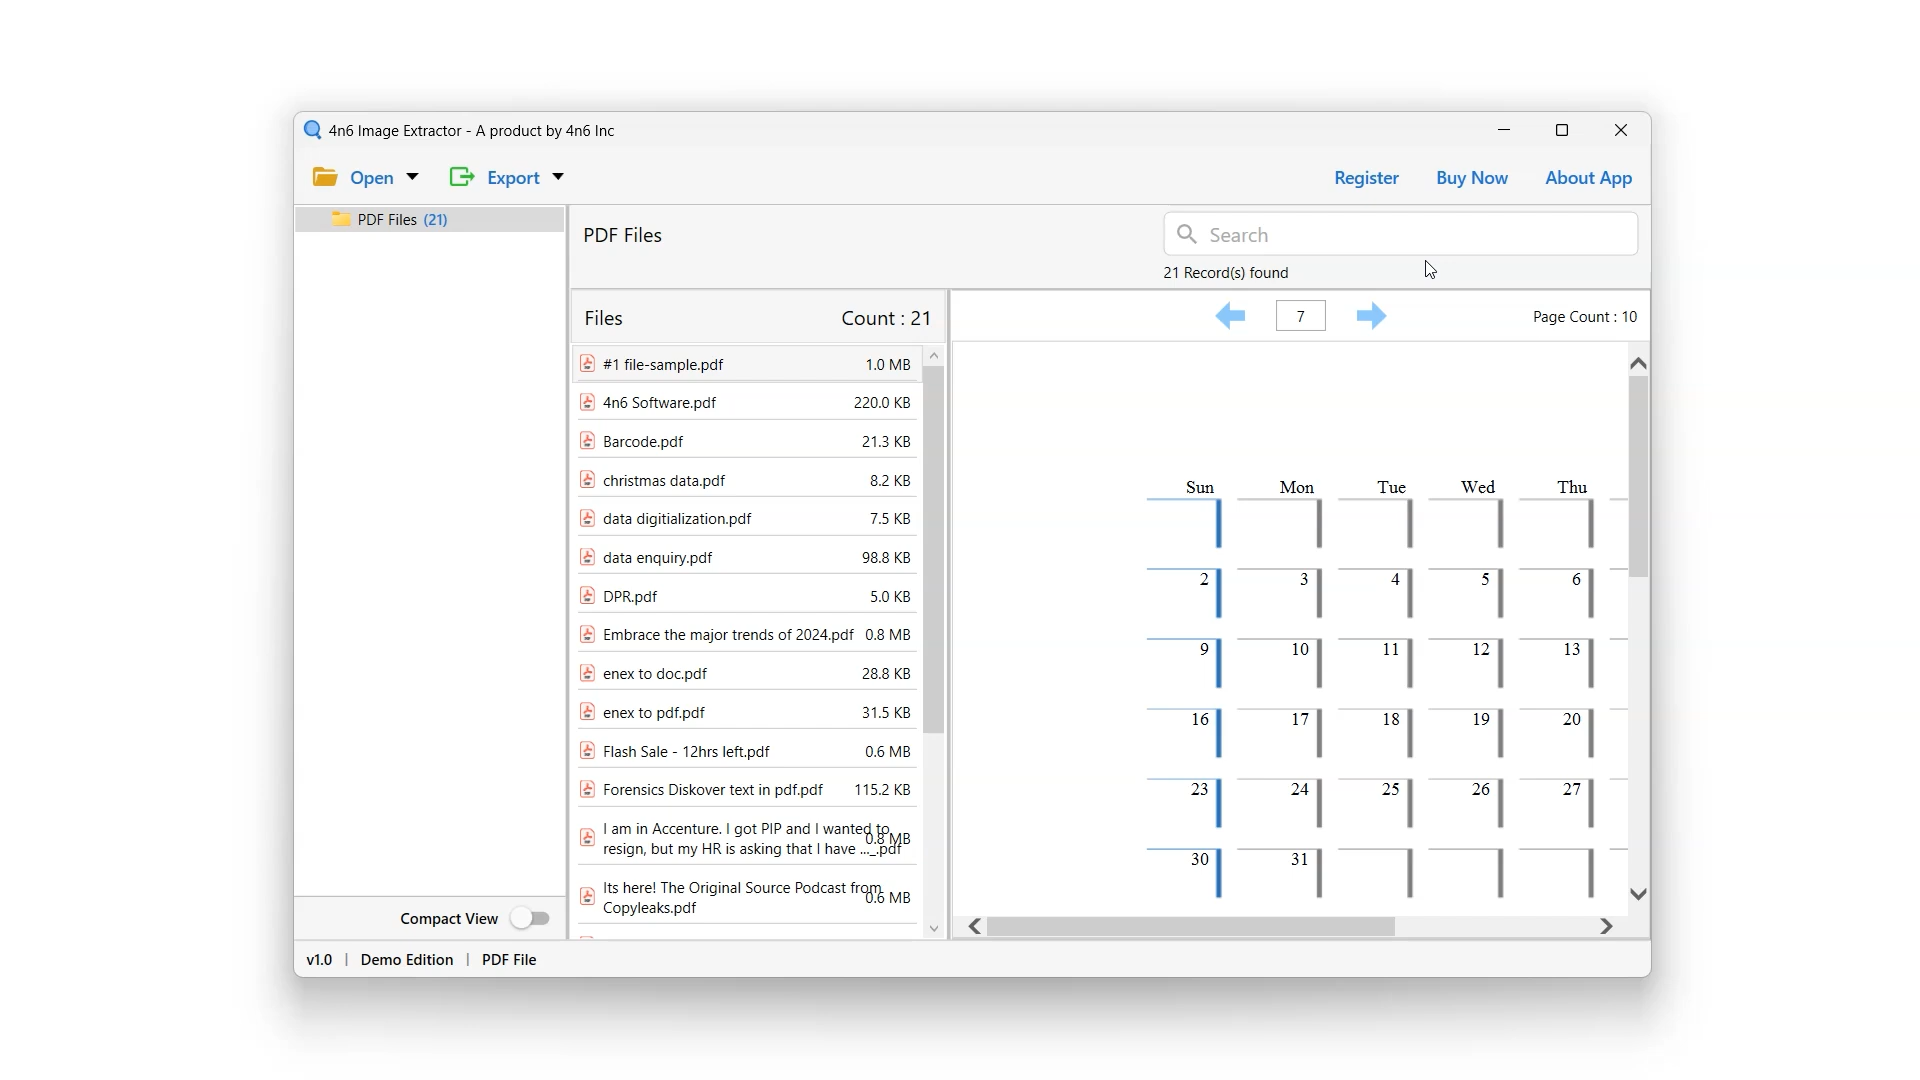 4n6 Image Extractor - A product by 4n6 Inc
Open
Export
Register
Buy Now
About App
PDF Files (21)
PDF Files
Search
21 Record(s) found
Files
Count : 21
7
Page Count : 10
#1 file-sample.pdf 1.0 MB
4n6 Software.pdf 220.0 KB
Barcode.pdf 21.3 KB
christmas data.pdf 8.2 KB
data digitialization.pdf 7.5 KB
data enquiry.pdf 98.8 KB
DPR.pdf 5.0 KB
Embrace the major trends of 2024.pdf 0.8 MB
enex to doc.pdf 28.8 KB
enex to pdf.pdf 31.5 KB
Flash Sale - 12hrs left.pdf 0.6 MB
Forensics Diskover text in pdf.pdf 115.2 KB
I am in Accenture. I got PIP and I wanted to
resign, but my HR is asking that I have ..._.pdf
0.8 MB
Its here! The Original Source Podcast from
Copyleaks.pdf
0.6 MB
Sun Mon Tue Wed Thu
2 3 4 5 6
9 10 11 12 13
16 17 18 19 20
23 24 25 26 27
30 31
Compact View
v1.0 | Demo Edition | PDF File